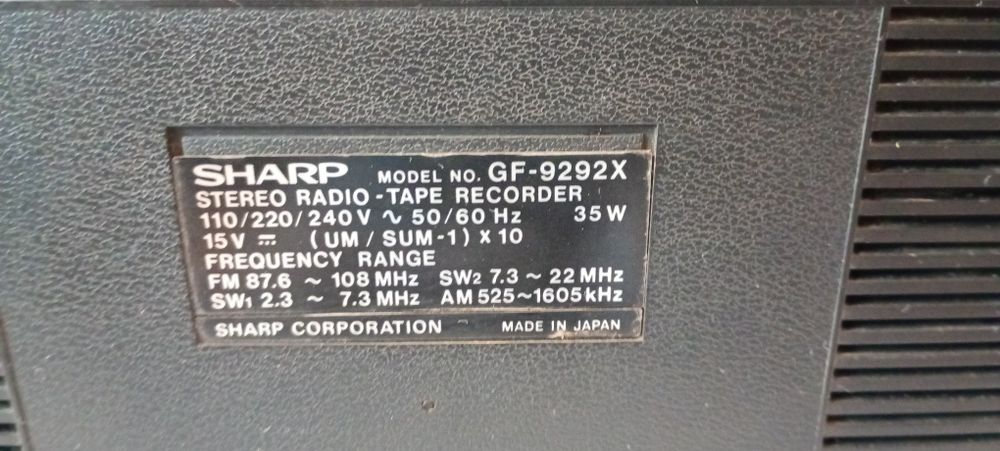 SHARP MODEL NO. GF-9292X
STEREO RADIO-TAPE RECORDER
110/220/240V ∿ 50/60 Hz 35W
15V ⎓ (UM/SUM-1) X 10
FREQUENCY RANGE
FM 87.6 ~ 108 MHz SW2 7.3 ~ 22 MHz
SW1 2.3 ~ 7.3 MHz AM 525~1605 kHz
SHARP CORPORATION MADE IN JAPAN